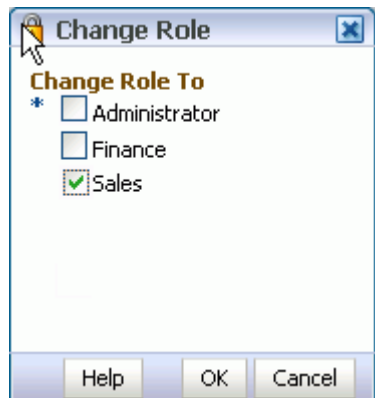 Change Role
Change Role To
* Administrator
Finance
Sales
Help OK Cancel